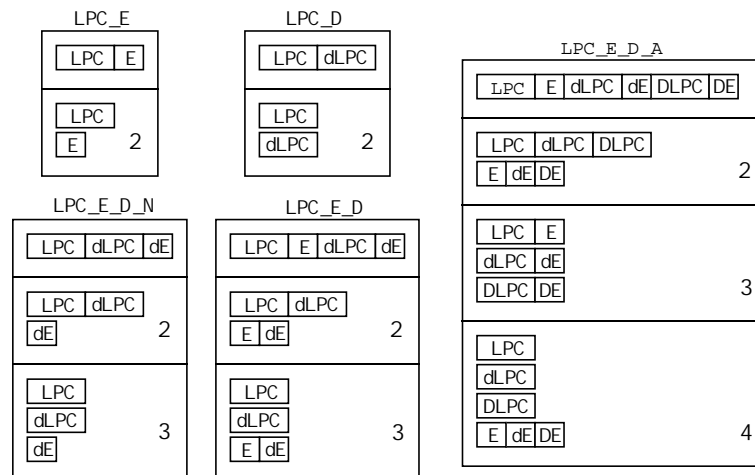 LPC_E
LPC E
LPC
E 2
LPC_D
LPC dLPC
LPC
dLPC 2
LPC_E_D_A
LPC E dLPC dE DLPC DE
LPC dLPC DLPC
E dE DE 2
LPC E
dLPC dE
DLPC DE 3
LPC
dLPC
DLPC
E dE DE 4
LPC_E_D_N
LPC dLPC dE
LPC dLPC
dE 2
LPC
dLPC
dE 3
LPC_E_D
LPC E dLPC dE
LPC dLPC
E dE 2
LPC
dLPC
E dE 3